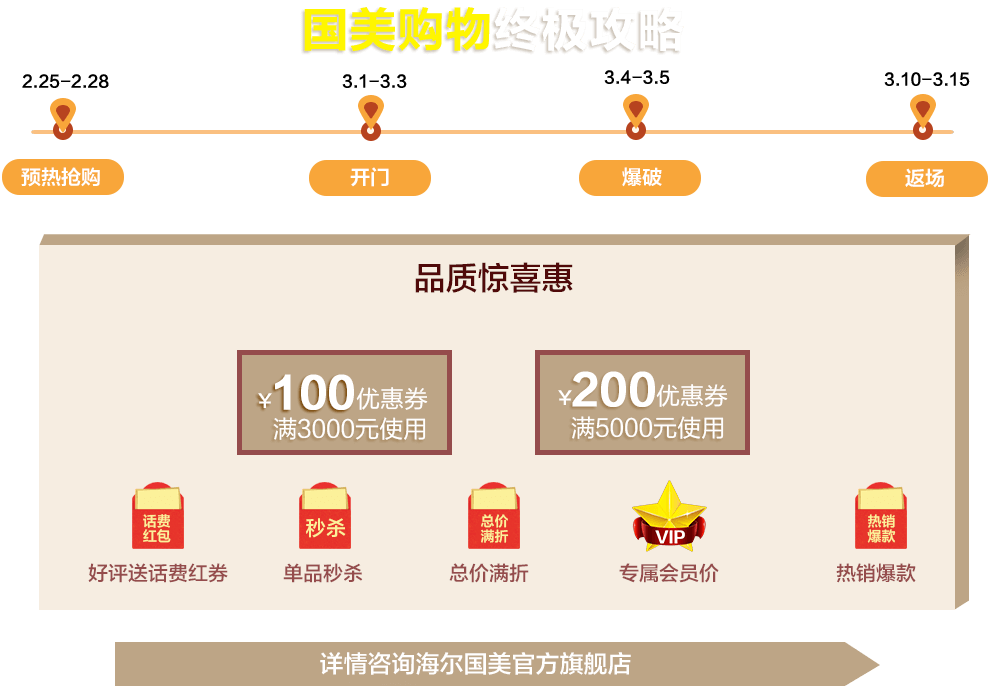 国美购物终极攻略
2.25-2.28
3.1-3.3
3.4-3.5
3.10-3.15
预热抢购
开门
爆破
返场
品质惊喜惠
¥100优惠券
满3000元使用
¥200优惠券
满5000元使用
话费
红包
秒杀
总价
满折
VIP
热销
爆款
好评送话费红券
单品秒杀
总价满折
专属会员价
热销爆款
详情咨询海尔国美官方旗舰店